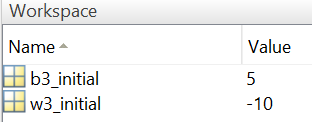 Workspace
Name Value
b3_initial 5
w3_initial -10